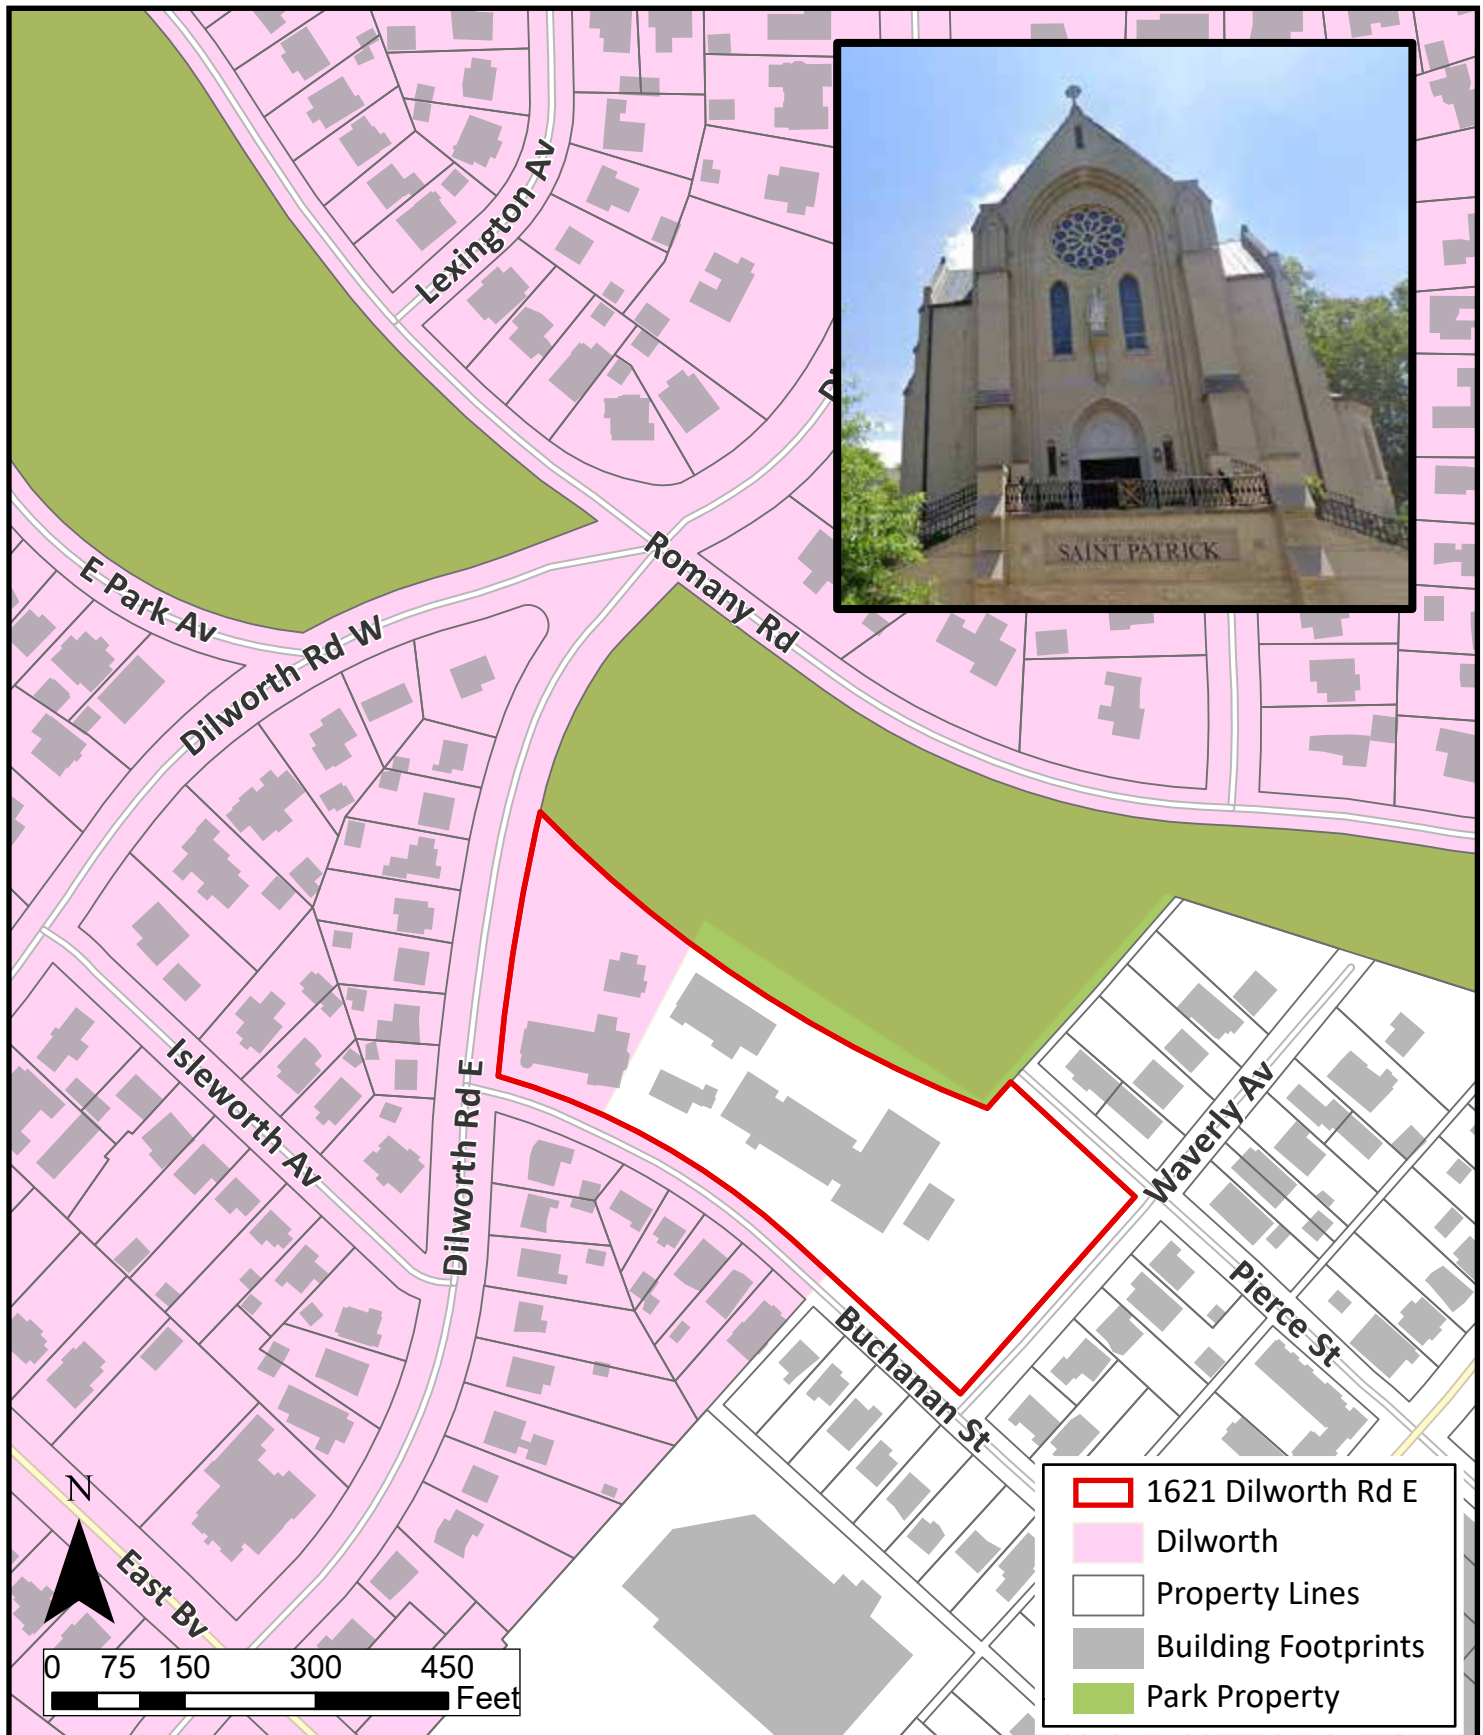 Lexington Av
SAINT PATRICK
Romany Rd
E Park Av
Dilworth Rd W
Isleworth Av
Dilworth Rd E
Waverly Av
Pierce St
Buchanan St
East Bv
N
0 75 150 300 450
Feet
1621 Dilworth Rd E
Dilworth
Property Lines
Building Footprints
Park Property